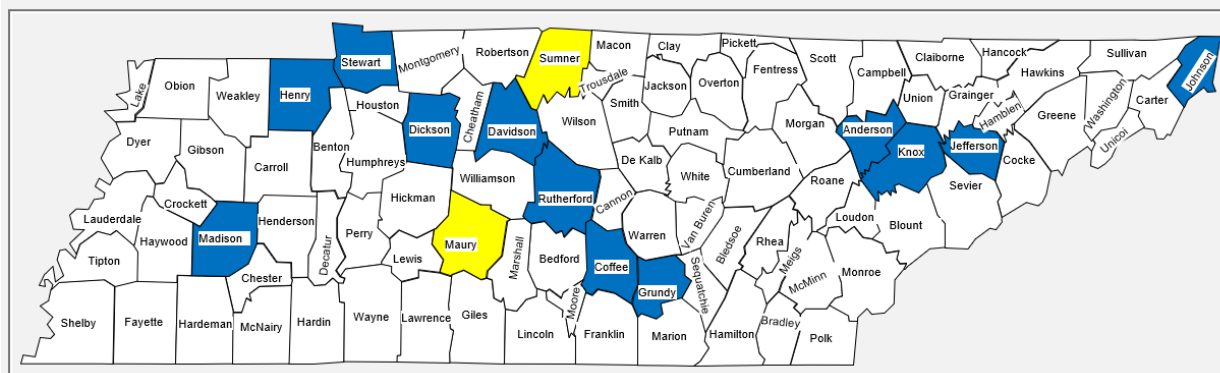 Lake
Obion
Weakley
Henry
Stewart
Montgomery
Robertson
Sumner
Macon
Trousdale
Clay
Pickett
Fentress
Scott
Campbell
Claiborne
Hancock
Hawkins
Sullivan
Johnson
Carter
Washington
Unicoi
Greene
Hamblen
Grainger
Union
Anderson
Knox
Jefferson
Cocke
Sevier
Blount
Loudon
Roane
Morgan
Overton
Jackson
Smith
Putnam
Wilson
Davidson
Cheatham
Dickson
Houston
Humphreys
Benton
Carroll
Gibson
Dyer
Crockett
Lauderdale
Haywood
Madison
Henderson
Decatur
Perry
Hickman
Williamson
Rutherford
Cannon
De Kalb
White
Cumberland
Van Buren
Warren
Bledsoe
Rhea
Meigs
McMinn
Monroe
Polk
Bradley
Hamilton
Sequatchie
Marion
Grundy
Coffee
Bedford
Marshall
Maury
Lewis
Chester
Tipton
Shelby
Fayette
Hardeman
McNairy
Hardin
Wayne
Lawrence
Giles
Lincoln
Moore
Franklin